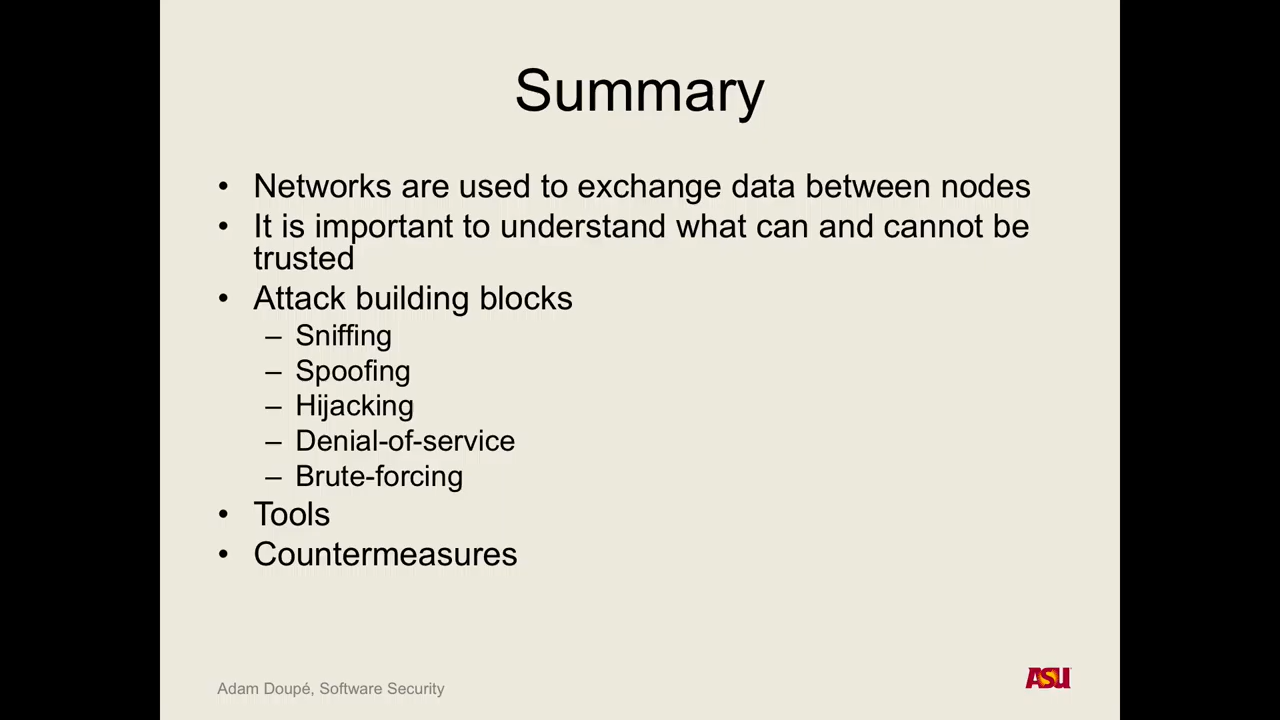 Summary
• Networks are used to exchange data between nodes
• It is important to understand what can and cannot be
trusted
• Attack building blocks
– Sniffing
– Spoofing
– Hijacking
– Denial-of-service
– Brute-forcing
• Tools
• Countermeasures
Adam Doupé, Software Security
ASU